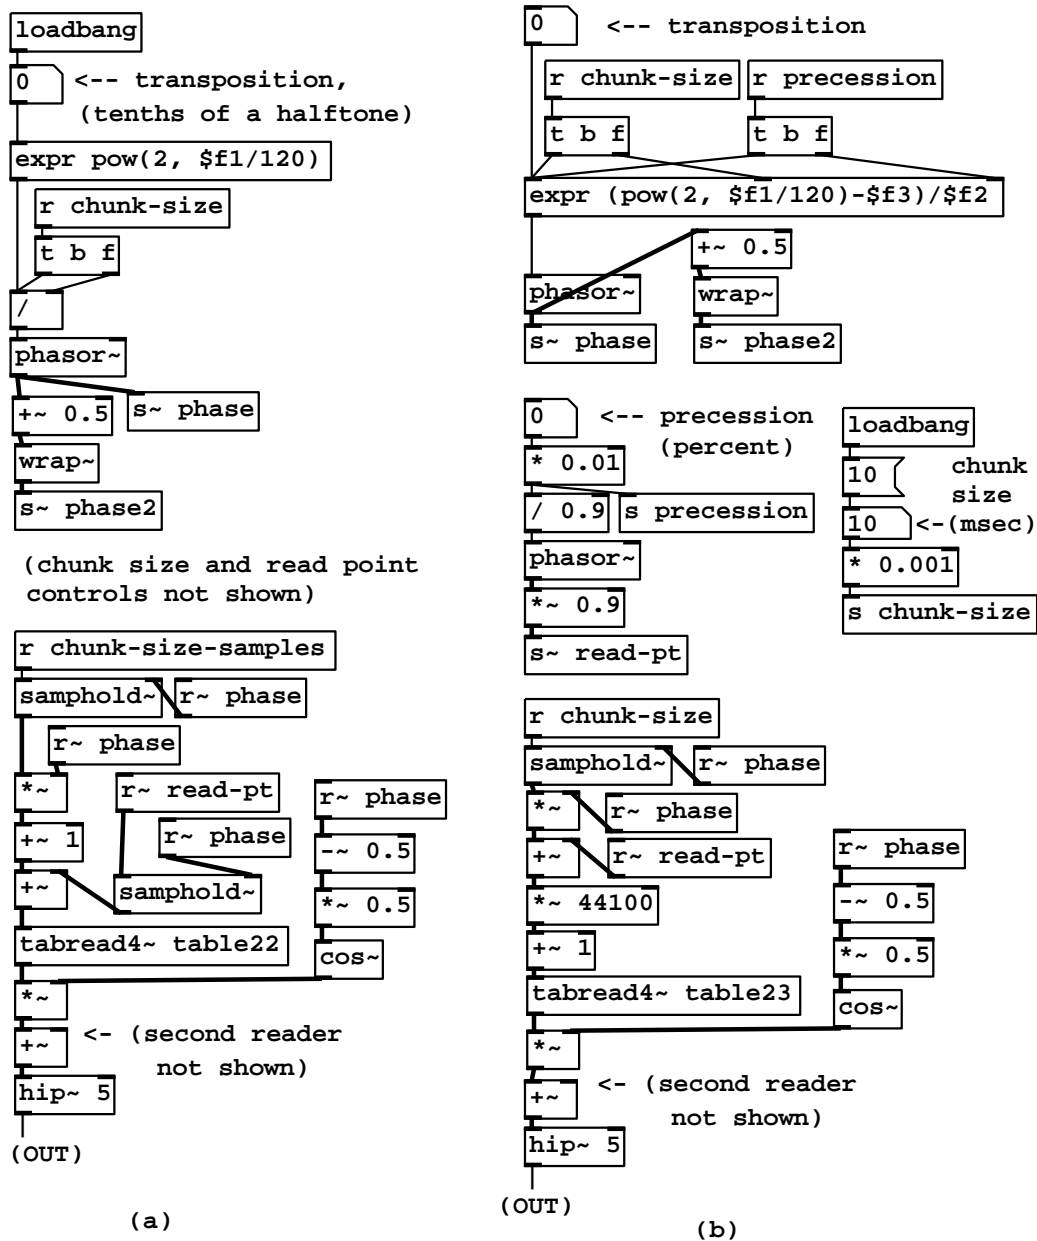 loadbang
0
<-- transposition,
(tenths of a halftone)
expr pow(2, $f1/120)
r chunk-size
t b f
/
phasor~
+~ 0.5
s~ phase
wrap~
s~ phase2
(chunk size and read point
controls not shown)
r chunk-size-samples
samphold~
r~ phase
r~ phase
*~
r~ read-pt
r~ phase
+~ 1
r~ phase
-~ 0.5
+~
samphold~
*~ 0.5
tabread4~ table22
cos~
*~
+~
<- (second reader
not shown)
hip~ 5
(OUT)
(a)
0
<-- transposition
r chunk-size
r precession
t b f
t b f
expr (pow(2, $f1/120)-$f3)/$f2
+~ 0.5
phasor~
wrap~
s~ phase
s~ phase2
0
<-- precession
(percent)
* 0.01
/ 0.9
s precession
phasor~
*~ 0.9
s~ read-pt
loadbang
10
chunk
size
10
<-(msec)
* 0.001
s chunk-size
r chunk-size
samphold~
r~ phase
*~
r~ phase
+~
r~ read-pt
r~ phase
*~ 44100
-~ 0.5
+~ 1
*~ 0.5
tabread4~ table23
cos~
*~
+~
<- (second reader
not shown)
hip~ 5
(OUT)
(b)